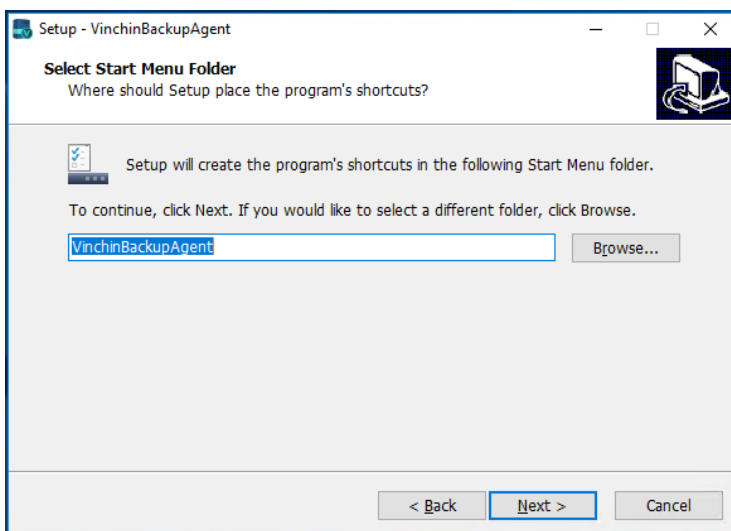 Setup - VinchinBackupAgent
Select Start Menu Folder
Where should Setup place the program's shortcuts?
Setup will create the program's shortcuts in the following Start Menu folder.
To continue, click Next. If you would like to select a different folder, click Browse.
VinchinBackupAgent
Browse...
< Back
Next >
Cancel